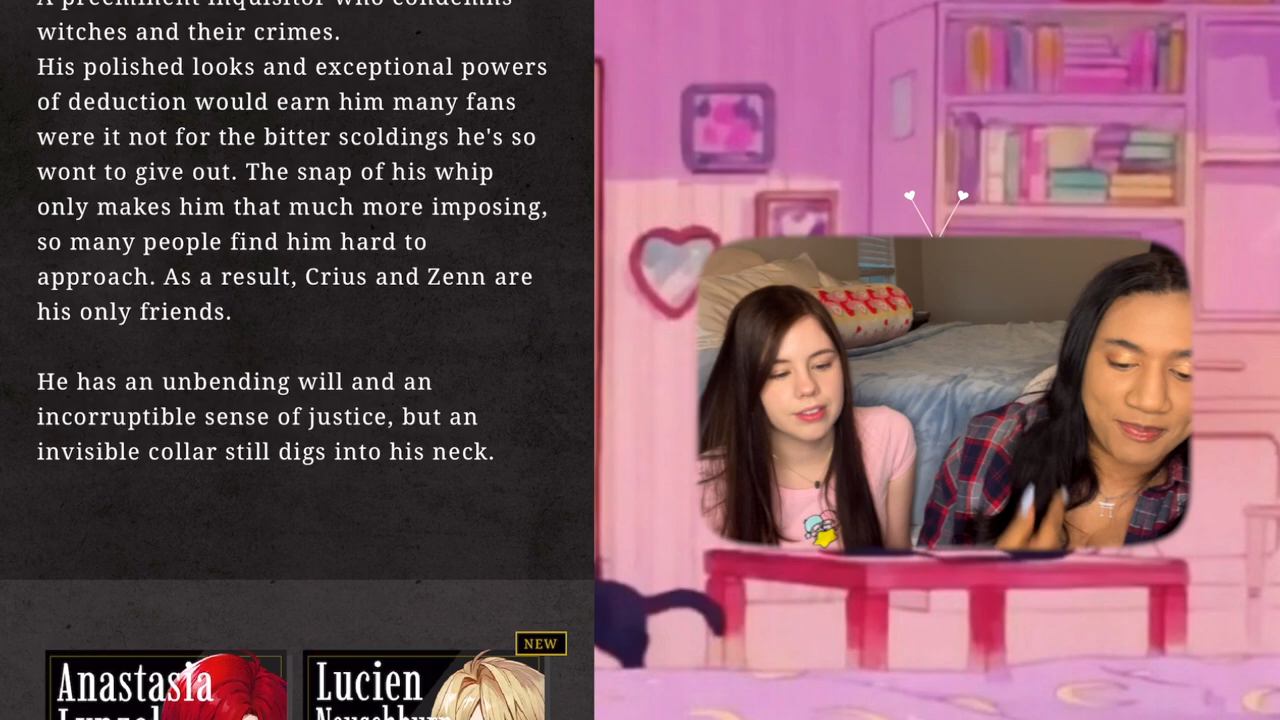 A preeminent inquisitor who condemns
witches and their crimes.
His polished looks and exceptional powers
of deduction would earn him many fans
were it not for the bitter scoldings he's so
wont to give out. The snap of his whip
only makes him that much more imposing,
so many people find him hard to
approach. As a result, Crius and Zenn are
his only friends.
He has an unbending will and an
incorruptible sense of justice, but an
invisible collar still digs into his neck.
NEW
Anastasia
Lucien